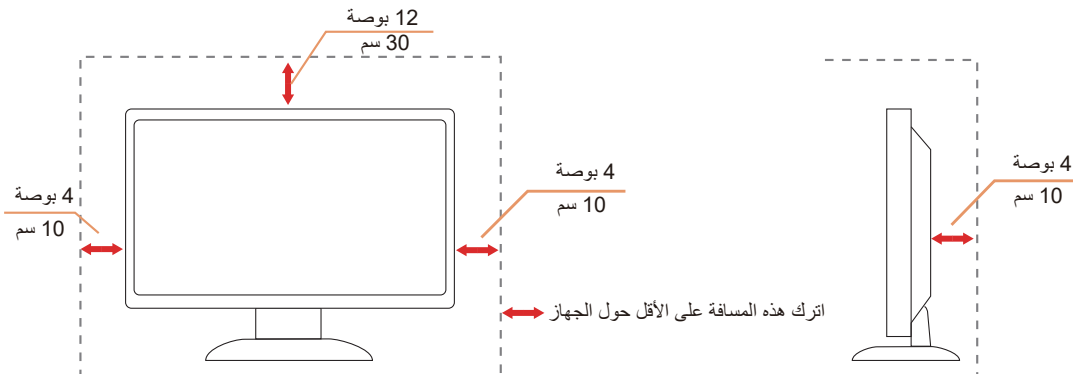 12 بوصة
30 سم
4 بوصة
10 سم
4 بوصة
10 سم
4 بوصة
10 سم
اترك هذه المسافة على الأقل حول الجهاز